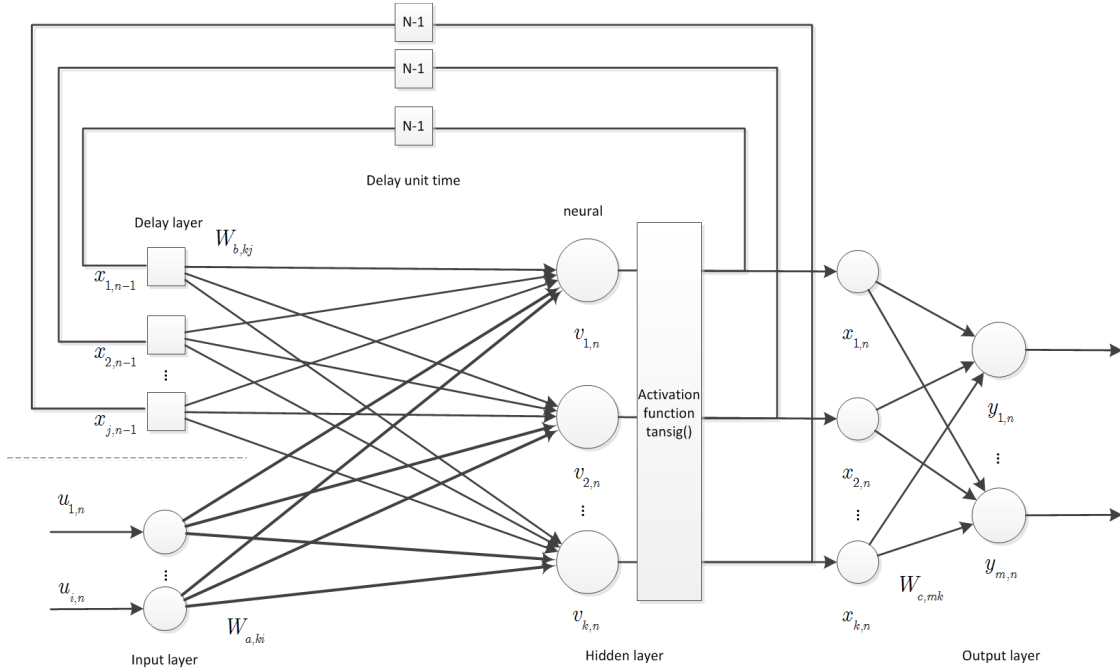 N-1
N-1
N-1
Delay unit time
Delay layer
W_{b,kj}
neural
x_{1,n-1}
x_{2,n-1}
⋮
x_{j,n-1}
v_{1,n}
v_{2,n}
⋮
v_{k,n}
Activation
function
tansig()
x_{1,n}
x_{2,n}
⋮
x_{k,n}
y_{1,n}
⋮
y_{m,n}
u_{1,n}
⋮
u_{i,n}
W_{a,ki}
W_{c,mk}
Input layer
Hidden layer
Output layer